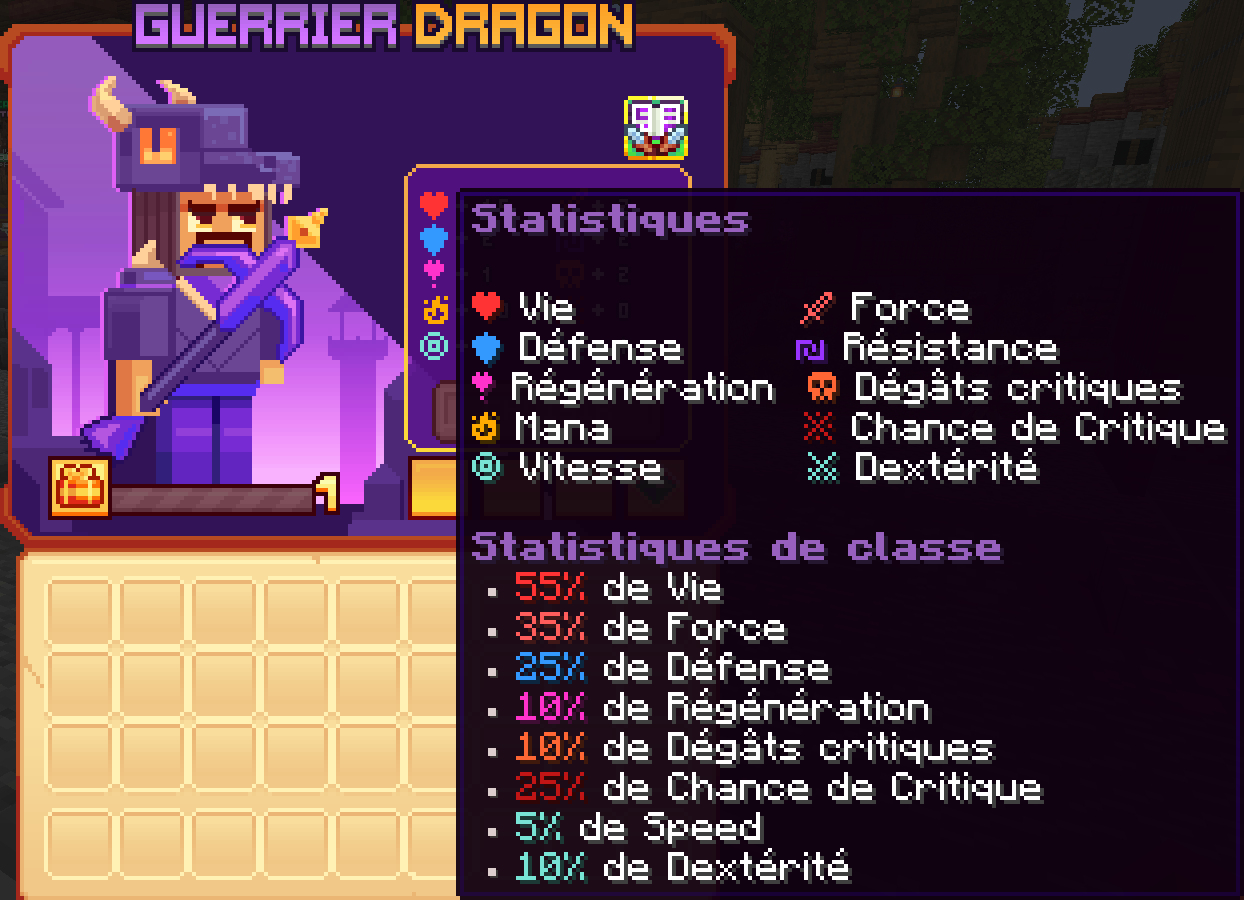 GUERRIER DRAGON
Statistiques
Vie Force
Défense Résistance
Régénération Dégâts critiques
Mana Chance de Critique
Vitesse Dextérité
1
Statistiques de classe
▪ 55% de Vie
▪ 35% de Force
▪ 25% de Défense
▪ 10% de Régénération
▪ 10% de Dégâts critiques
▪ 25% de Chance de Critique
▪ 5% de Speed
▪ 10% de Dextérité